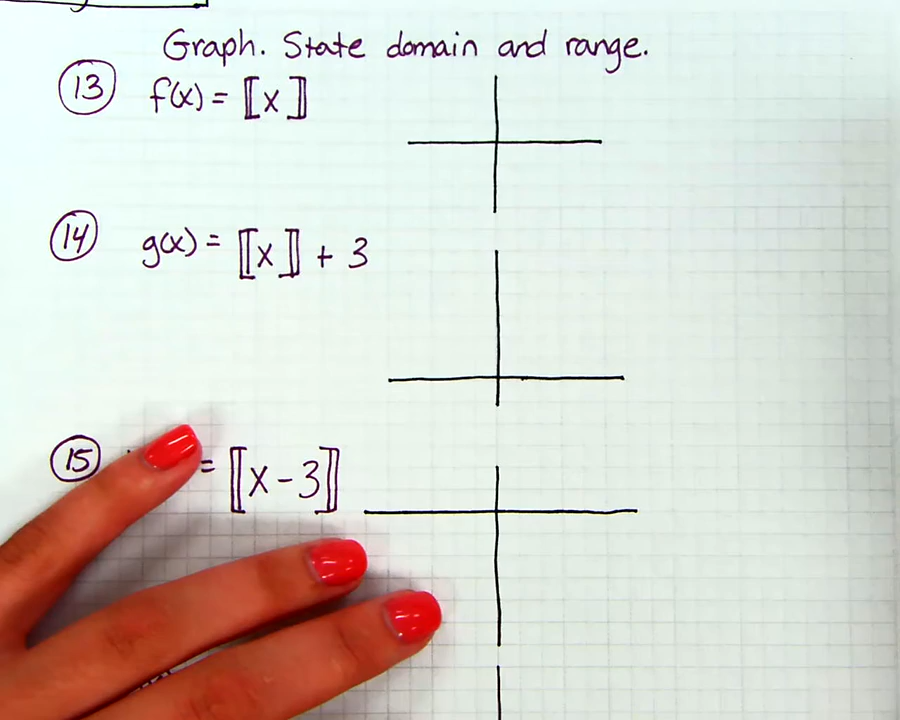 Graph. State domain and range.
13 f(x) = ⟦x⟧
14 g(x) = ⟦x⟧ + 3
15 = ⟦x-3⟧